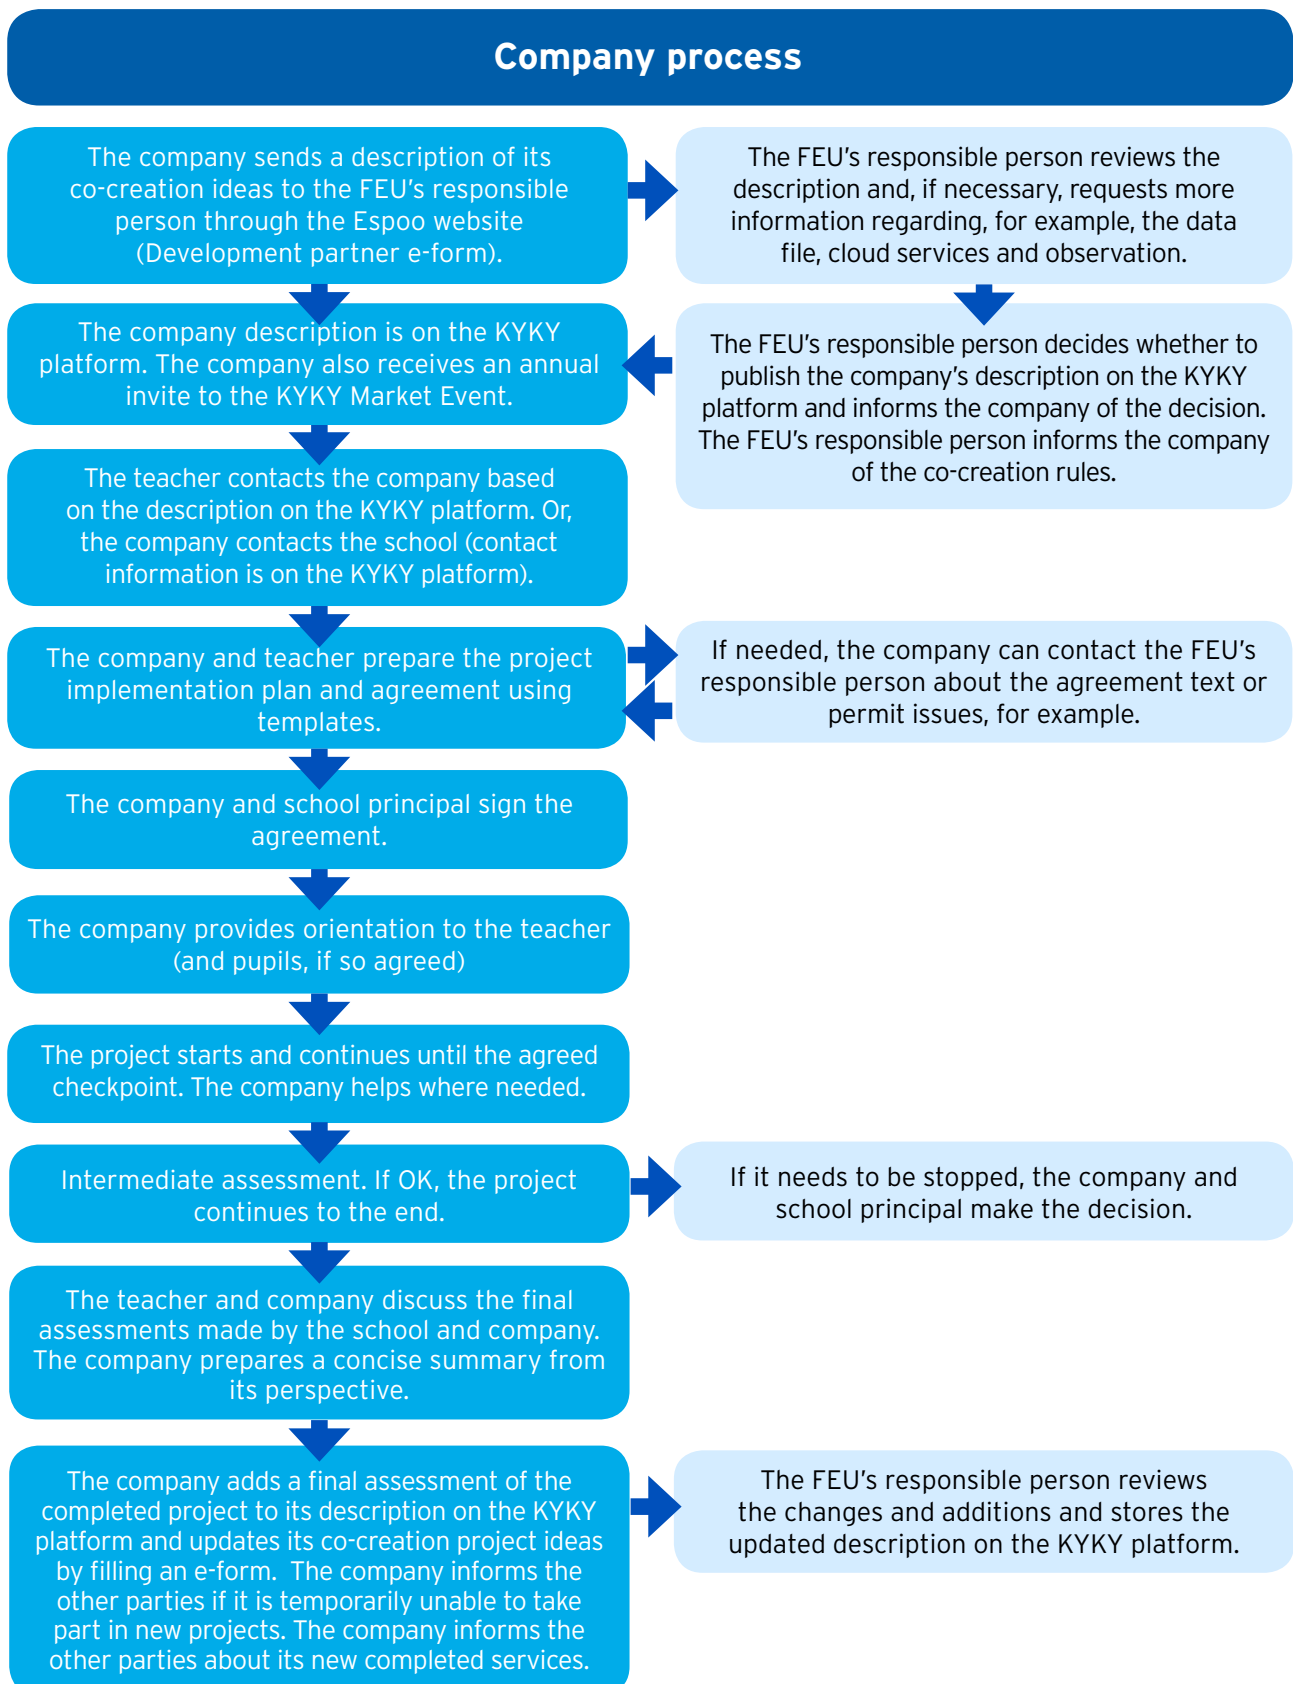 Company process
The company sends a description of its
co-creation ideas to the FEU's responsible
person through the Espoo website
(Development partner e-form).
The FEU's responsible person reviews the
description and, if necessary, requests more
information regarding, for example, the data
file, cloud services and observation.
The company description is on the KYKY
platform. The company also receives an annual
invite to the KYKY Market Event.
The FEU's responsible person decides whether to
publish the company's description on the KYKY
platform and informs the company of the decision.
The FEU's responsible person informs the company
of the co-creation rules.
The teacher contacts the company based
on the description on the KYKY platform. Or,
the company contacts the school (contact
information is on the KYKY platform).
The company and teacher prepare the project
implementation plan and agreement using
templates.
If needed, the company can contact the FEU's
responsible person about the agreement text or
permit issues, for example.
The company and school principal sign the
agreement.
The company provides orientation to the teacher
(and pupils, if so agreed)
The project starts and continues until the agreed
checkpoint. The company helps where needed.
Intermediate assessment. If OK, the project
continues to the end.
If it needs to be stopped, the company and
school principal make the decision.
The teacher and company discuss the final
assessments made by the school and company.
The company prepares a concise summary from
its perspective.
The company adds a final assessment of the
completed project to its description on the KYKY
platform and updates its co-creation project ideas
by filling an e-form.  The company informs the
other parties if it is temporarily unable to take
part in new projects. The company informs the
other parties about its new completed services.
The FEU's responsible person reviews
the changes and additions and stores the
updated description on the KYKY platform.